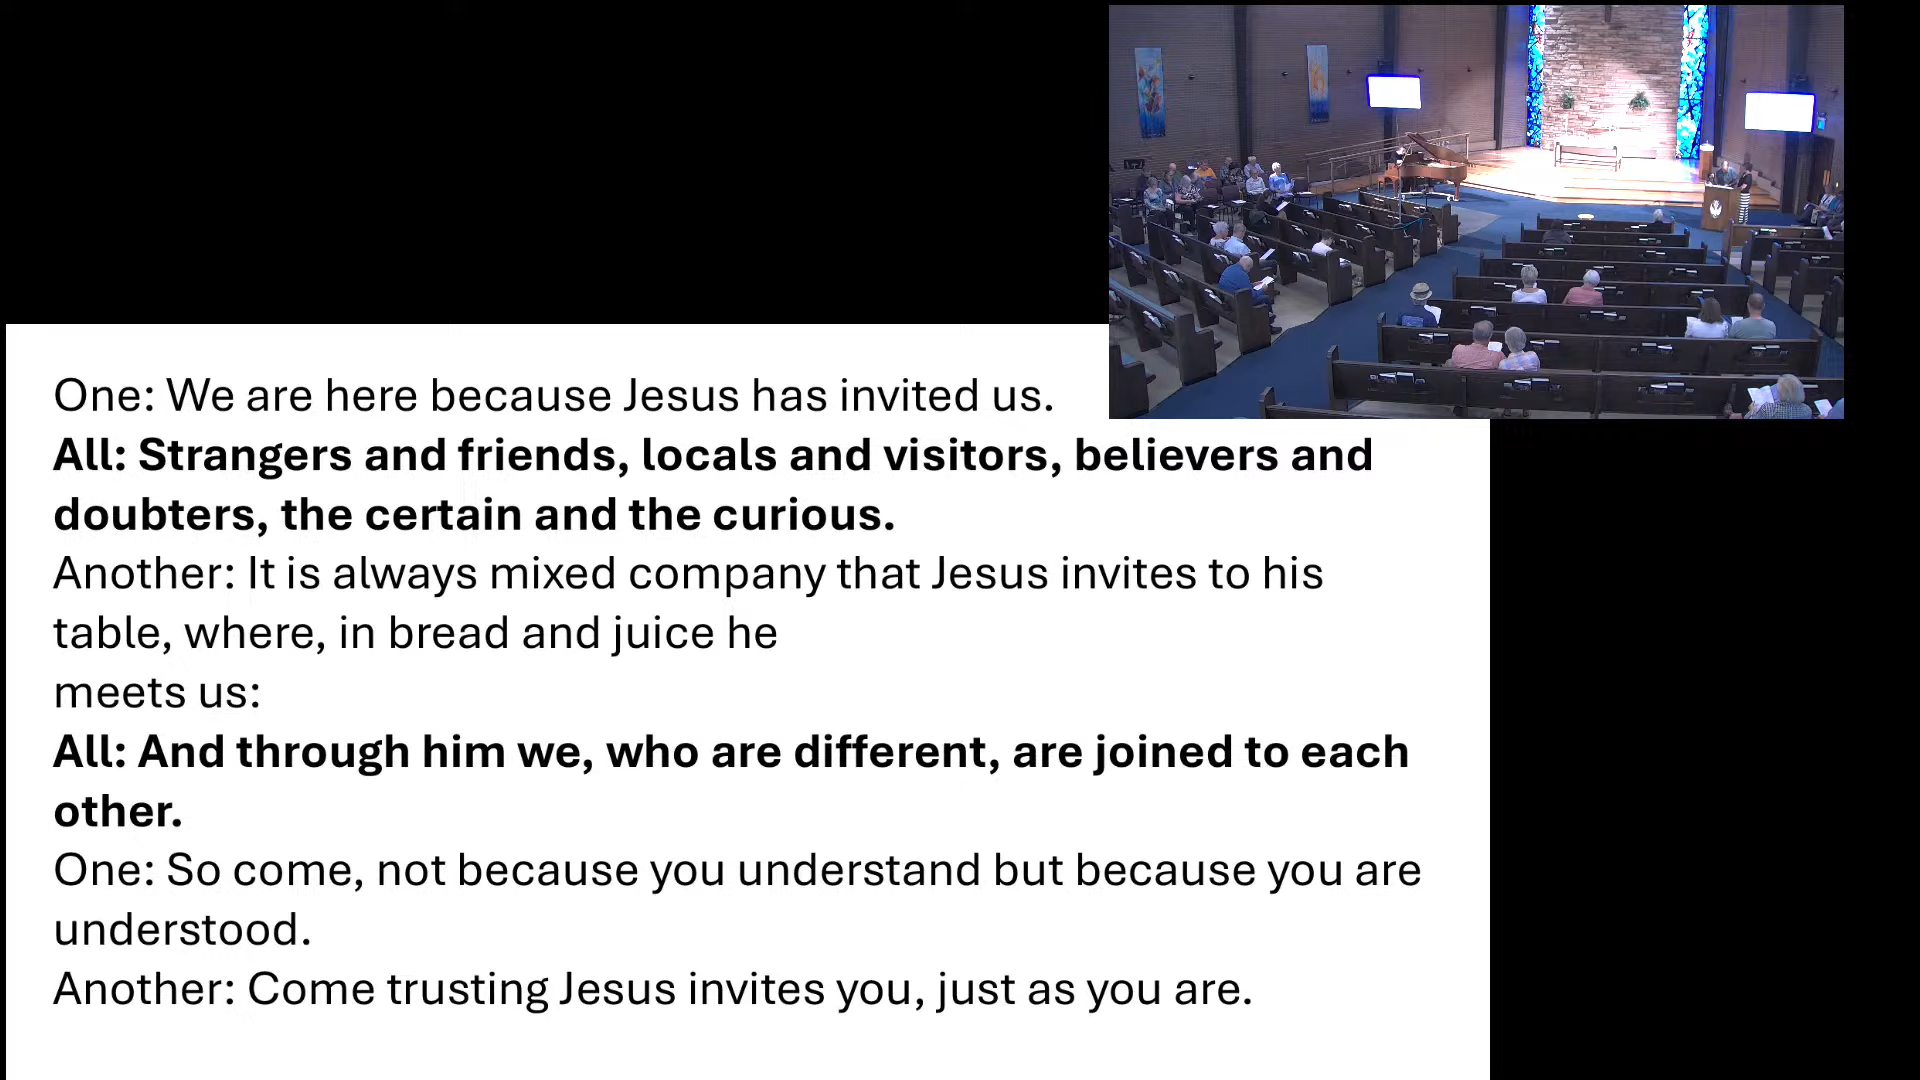 One: We are here because Jesus has invited us.
All: Strangers and friends, locals and visitors, believers and
doubters, the certain and the curious.
Another: It is always mixed company that Jesus invites to his
table, where, in bread and juice he
meets us:
All: And through him we, who are different, are joined to each
other.
One: So come, not because you understand but because you are
understood.
Another: Come trusting Jesus invites you, just as you are.